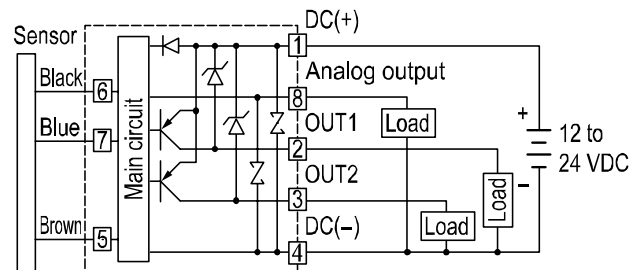 DC(+)
Sensor
1
Analog output
Black
6
8
OUT1
Load
+
12 to
24 VDC
Blue
7
Main circuit
2
OUT2
3
Load
Load
−
Brown
5
DC(−)
4